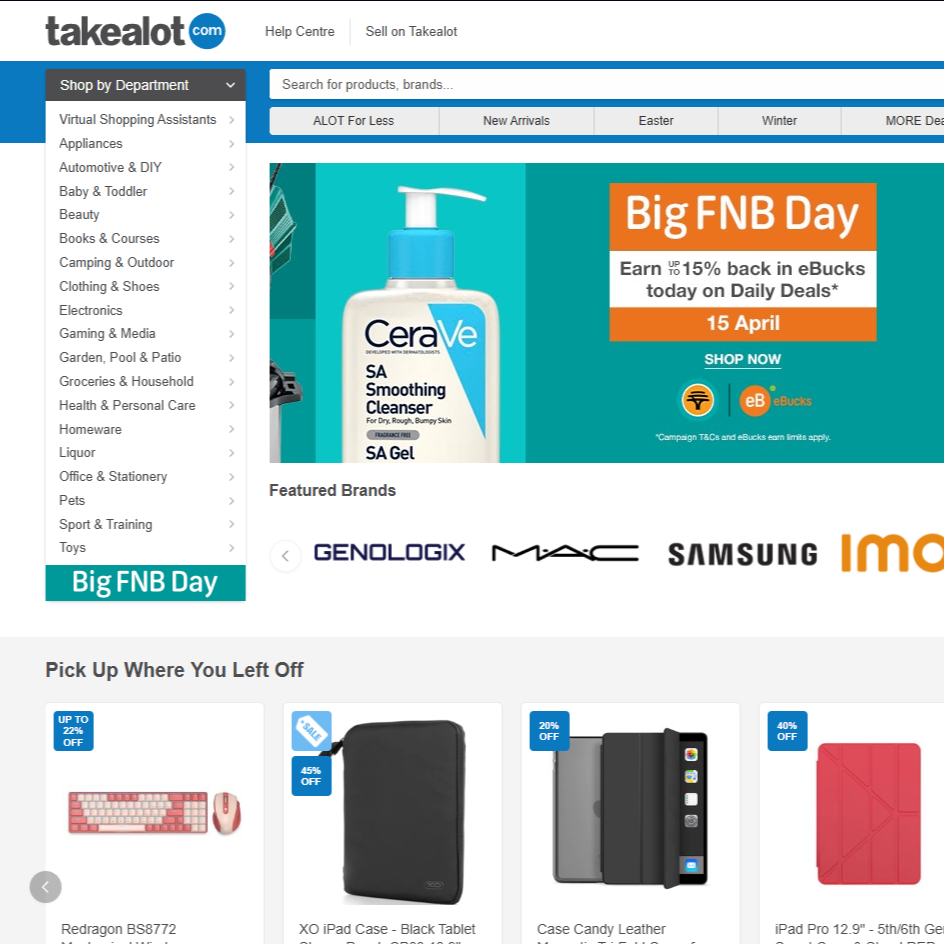 takealot com
Help Centre
Sell on Takealot
Shop by Department
Search for products, brands...
ALOT For Less
New Arrivals
Easter
Winter
MORE Dea
Virtual Shopping Assistants
Appliances
Automotive & DIY
Baby & Toddler
Beauty
Books & Courses
Camping & Outdoor
Clothing & Shoes
Electronics
Gaming & Media
Garden, Pool & Patio
Groceries & Household
Health & Personal Care
Homeware
Liquor
Office & Stationery
Pets
Sport & Training
Toys
Big FNB Day
CeraVe
DEVELOPED WITH DERMATOLOGISTS
SA
Smoothing
Cleanser
For Dry, Rough, Bumpy Skin
FRAGRANCE FREE
SA Gel
Big FNB Day
Earn UP TO 15% back in eBucks
today on Daily Deals*
15 April
SHOP NOW
eB eBucks
*Campaign T&Cs and eBucks earn limits apply.
Featured Brands
GENOLOGIX
MAC
SAMSUNG
IMO
Pick Up Where You Left Off
UP TO
22%
OFF
Redragon BS8772
SALE
45%
OFF
XO iPad Case - Black Tablet
20%
OFF
Case Candy Leather
40%
OFF
iPad Pro 12.9" - 5th/6th Ge